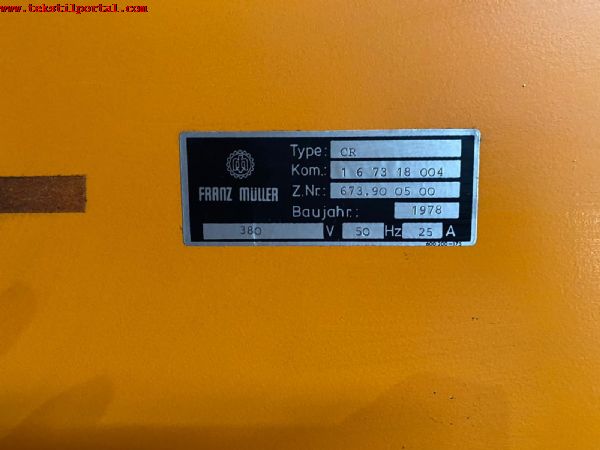 www.tekstilportal.com
Type: CR
Kom.: 1 6 73 18 004
Z.Nr: 673.90 05.00
FRANZ MÜLLER
Baujahr: 1978
380 V 50 Hz 25 A